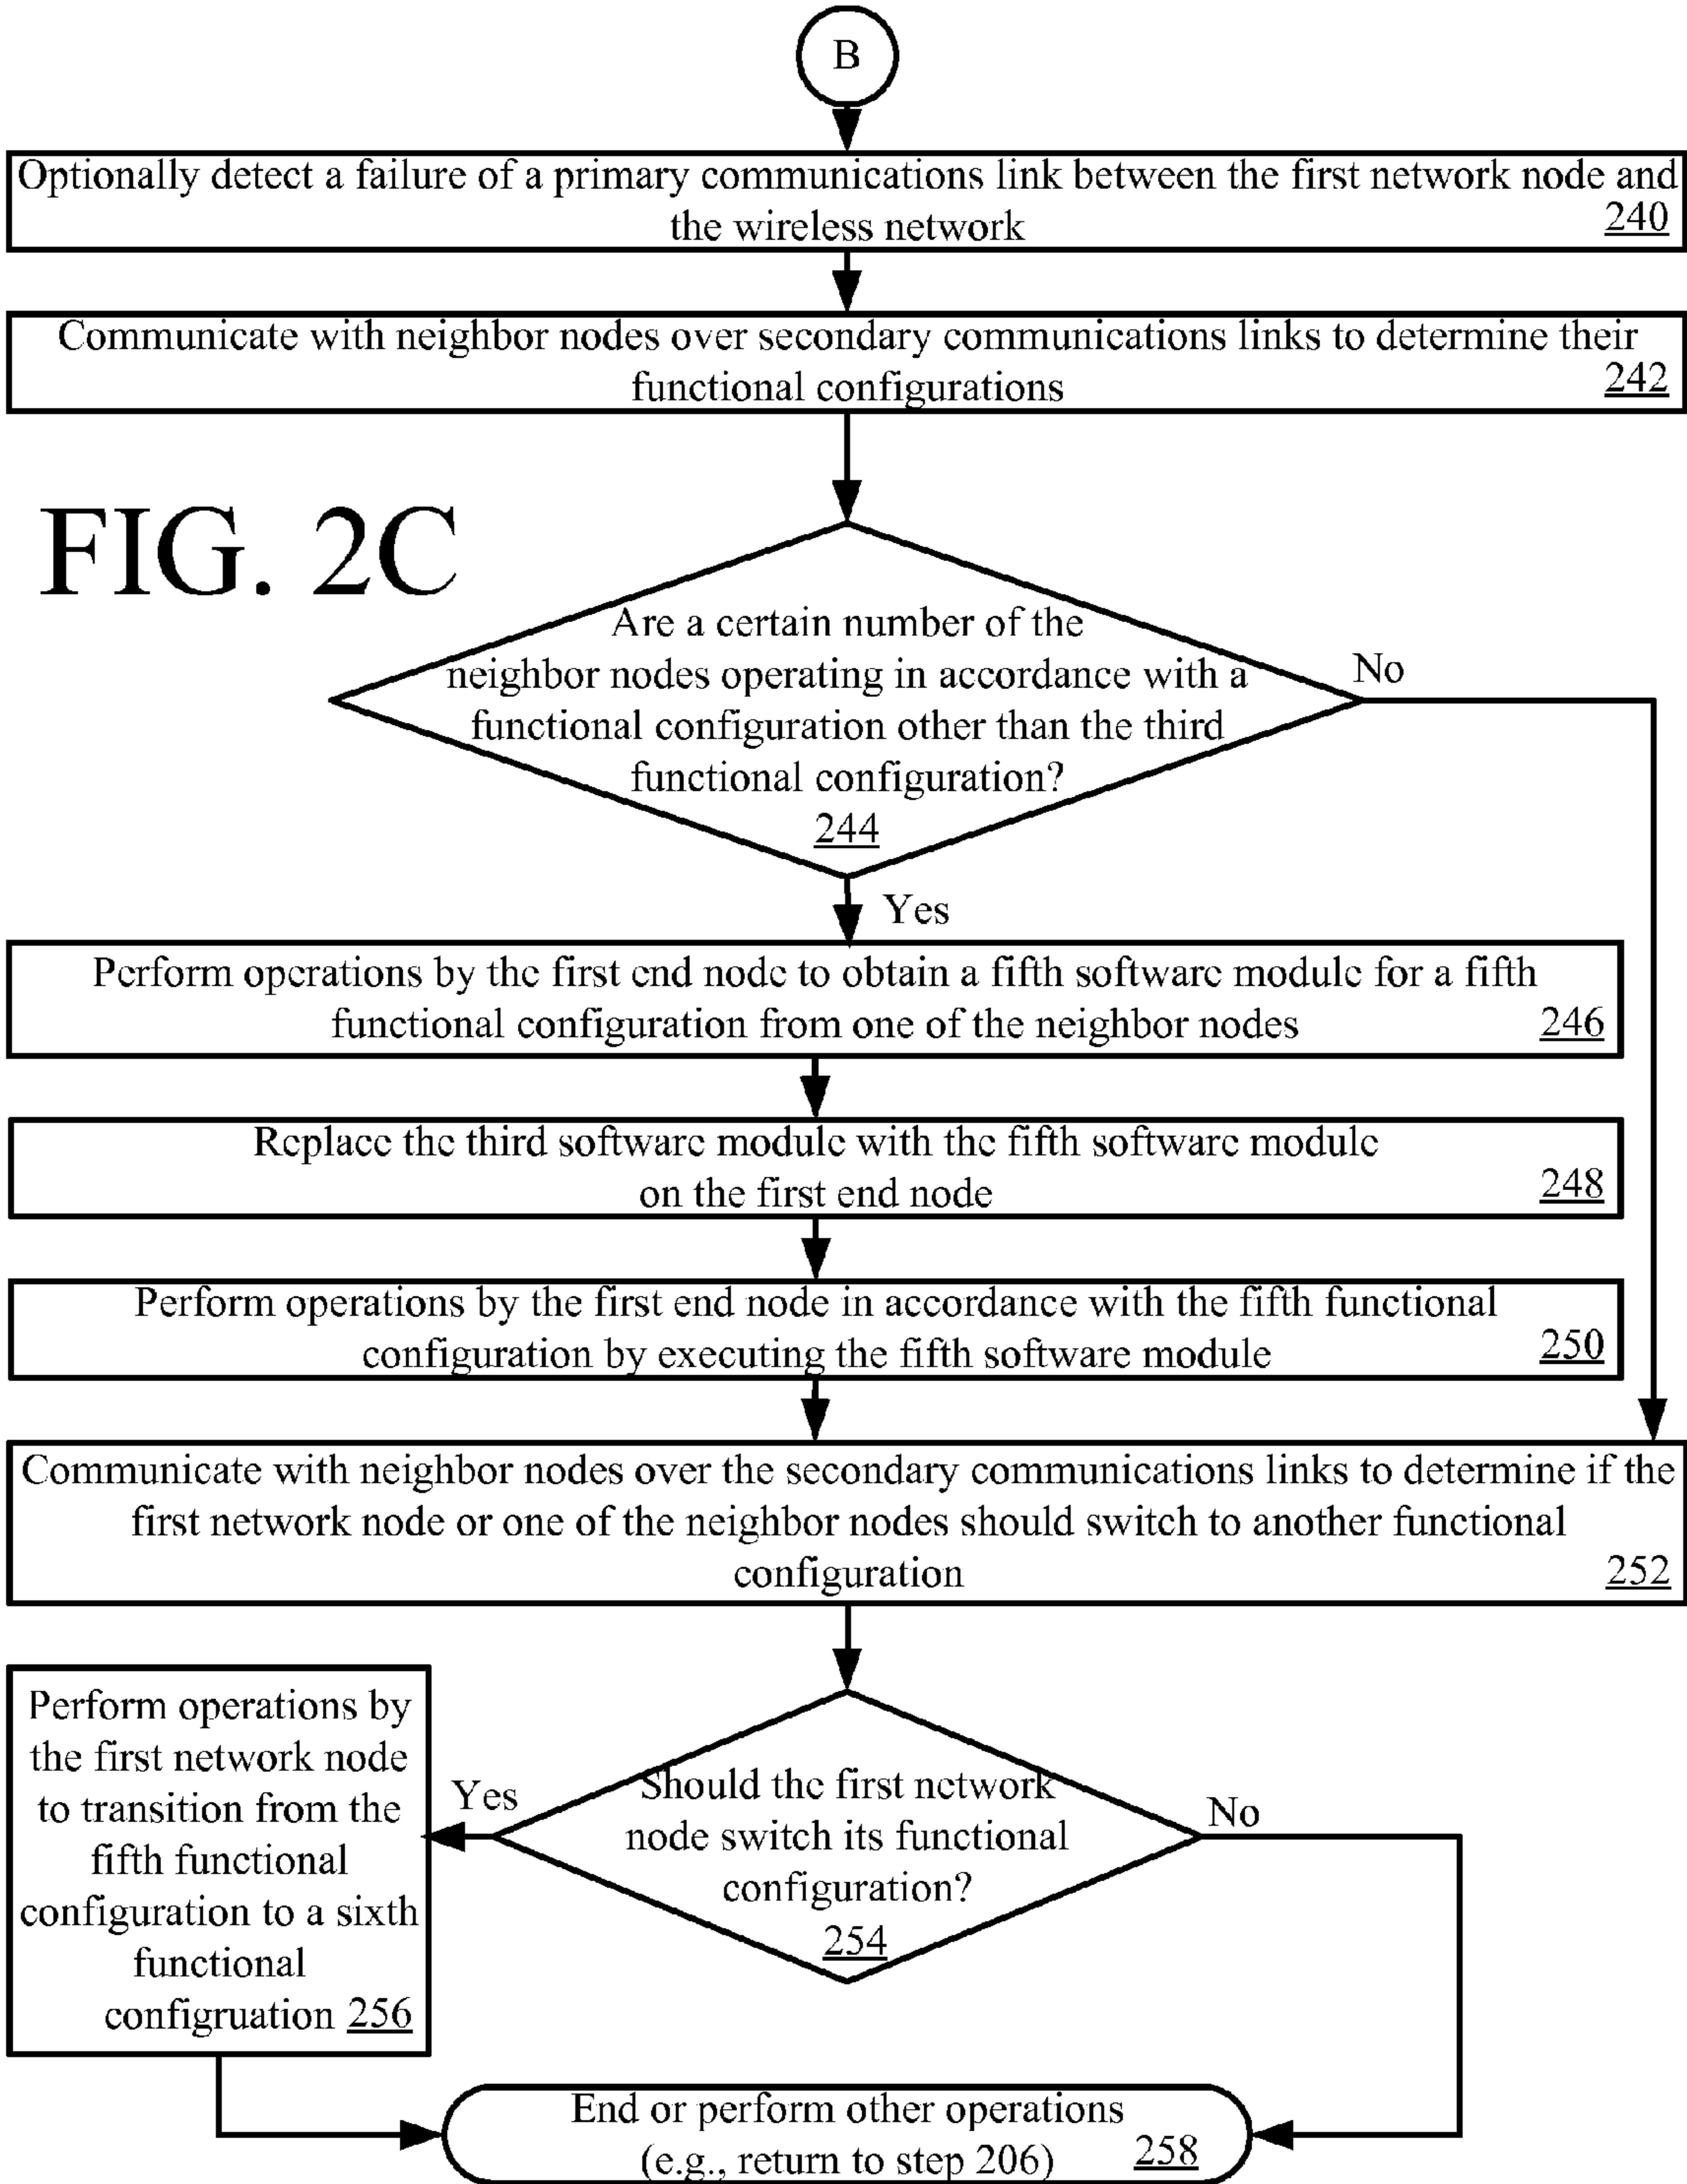 B
Optionally detect a failure of a primary communications link between the first network node and
the wireless network 240
Communicate with neighbor nodes over secondary communications links to determine their
functional configurations 242
FIG. 2C
Are a certain number of the
neighbor nodes operating in accordance with a
functional configuration other than the third
functional configuration?
244
No
Yes
Perform operations by the first end node to obtain a fifth software module for a fifth
functional configuration from one of the neighbor nodes 246
Replace the third software module with the fifth software module
on the first end node 248
Perform operations by the first end node in accordance with the fifth functional
configuration by executing the fifth software module 250
Communicate with neighbor nodes over the secondary communications links to determine if the
first network node or one of the neighbor nodes should switch to another functional
configuration 252
Perform operations by
the first network node
to transition from the
fifth functional
configuration to a sixth
functional
configruation 256
Yes
Should the first network
node switch its functional
configuration?
254
No
End or perform other operations
(e.g., return to step 206) 258